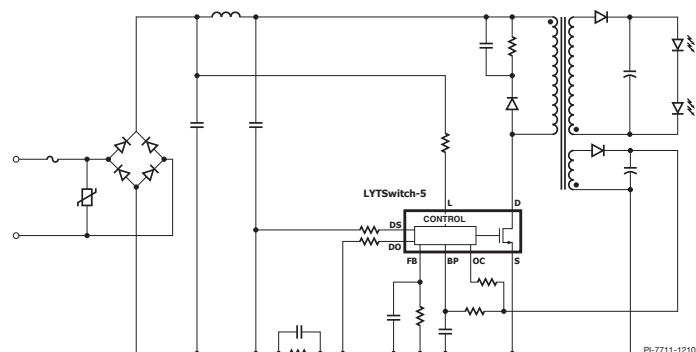 LYTSwitch-5
L
D
CONTROL
DS
DO
FB
BP
OC
S
PI-7711-1210